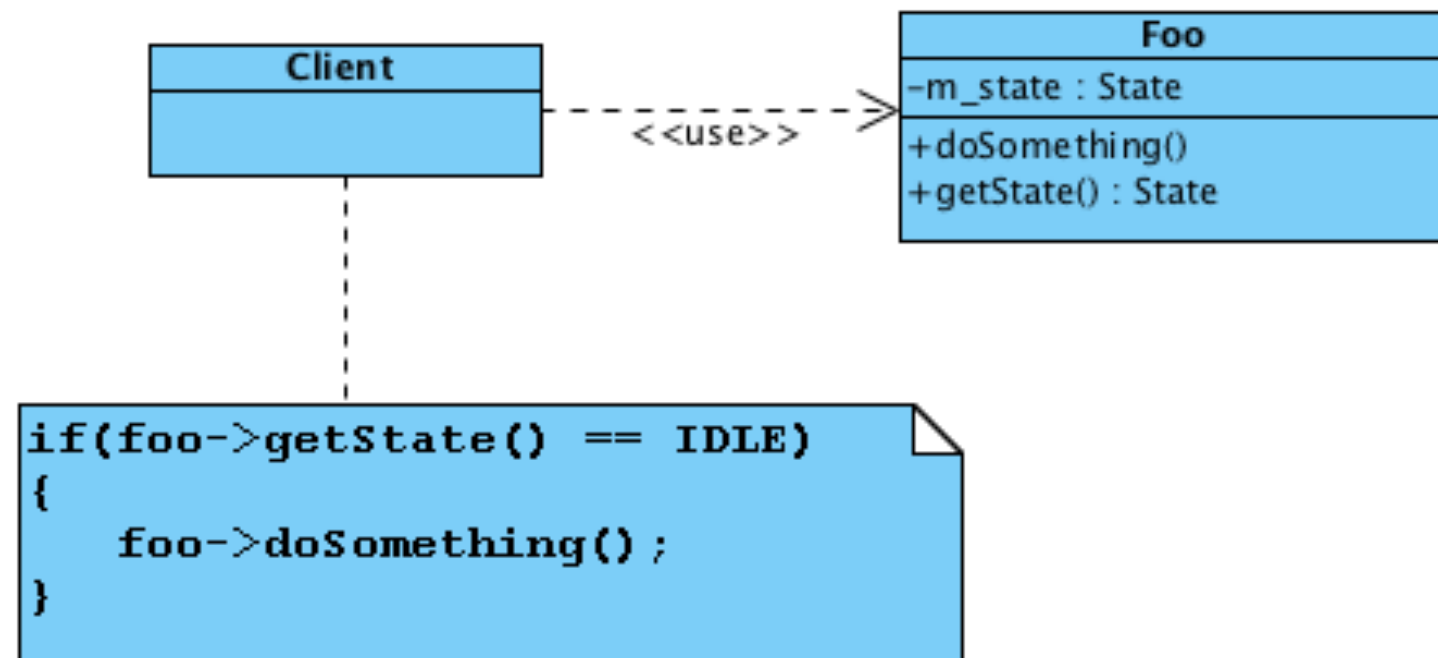 Client
<<use>>
Foo
-m_state : State
+doSomething()
+getState() : State
if(foo->getState() == IDLE)
{
foo->doSomething();
}